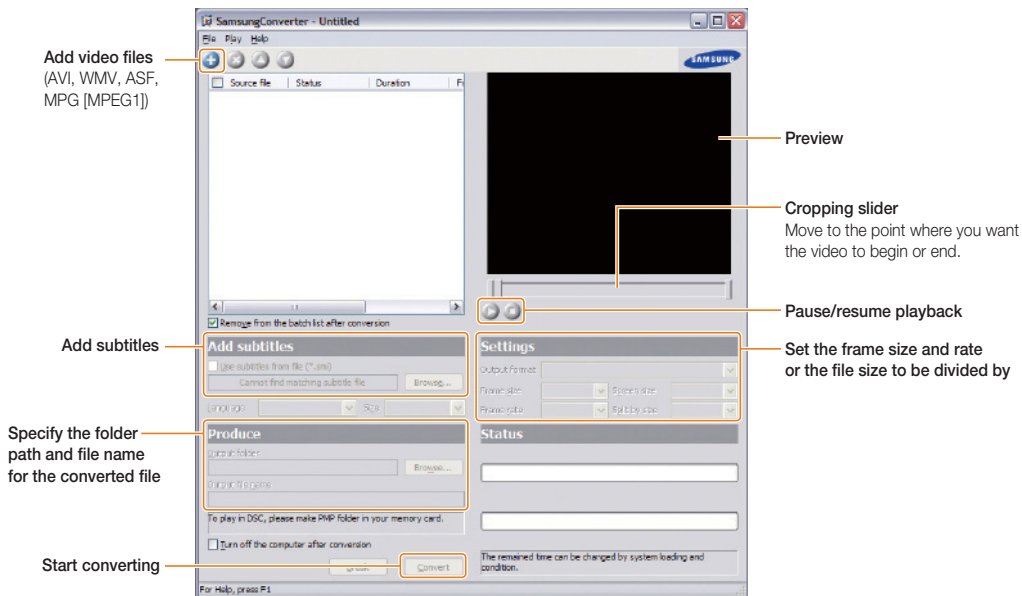 SamsungConverter - Untitled
File Play Help
SAMSUNG
Source file Status Duration
Add video files
(AVI, WMV, ASF,
MPG [MPEG1])
Preview
Cropping slider
Move to the point where you want
the video to begin or end.
Remove from the batch list after conversion
Pause/resume playback
Add subtitles
Add subtitles
Use subtitles from file (*.smi)
Cannot find matching subtitle file
Browse...
Language
Size
Settings
Output format
Frame size
Screen size
Frame rate
Split by size
Set the frame size and rate
or the file size to be divided by
Specify the folder
path and file name
for the converted file
Produce
Output folder
Browse...
Output file name
Status
To play in DSC, please make PMP folder in your memory card.
Turn off the computer after conversion
Start converting
Convert
The remained time can be changed by system loading and
condition.
For Help, press F1